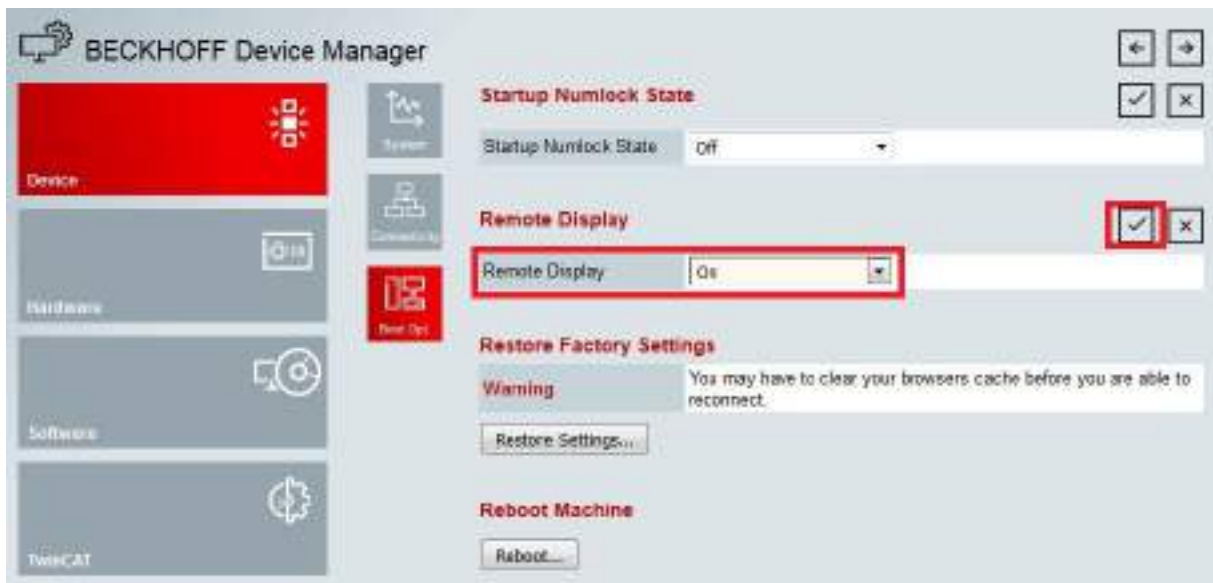 BECKHOFF Device Manager
Device
Hardware
Software
TwinCAT
System
Connectivity
Boot Opt
Startup Numlock State
Startup Numlock State Off
Remote Display
Remote Display On
Restore Factory Settings
Warning
You may have to clear your browsers cache before you are able to
reconnect.
Restore Settings...
Reboot Machine
Reboot...